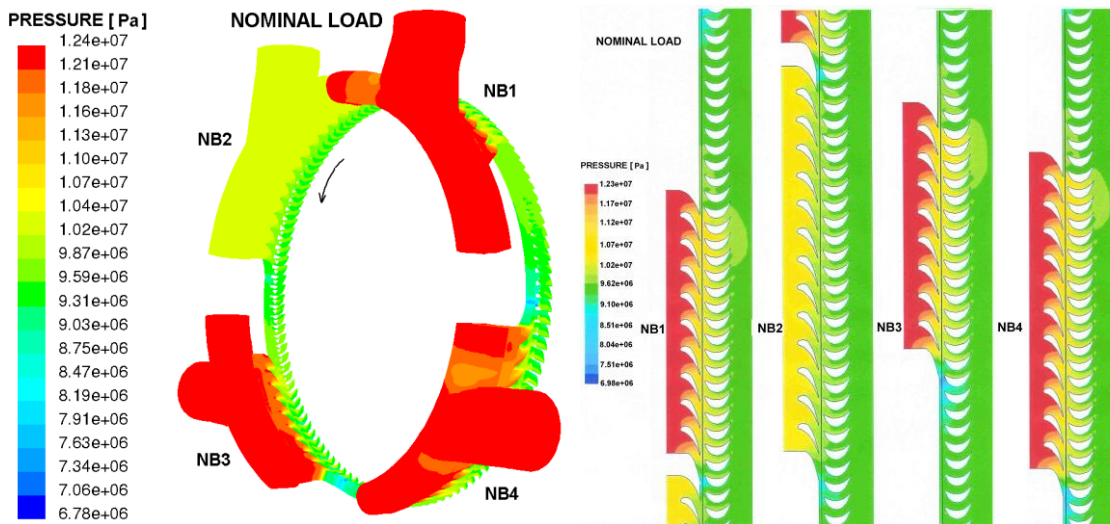 PRESSURE [ Pa]
1.24e+07
1.21e+07
1.18e+07
1.16e+07
1.13e+07
1.10e+07
1.07e+07
1.04e+07
1.02e+07
9.87e+06
9.59e+06
9.31e+06
9.03e+06
8.75e+06
8.47e+06
8.19e+06
7.91e+06
7.63e+06
7.34e+06
7.06e+06
6.78e+06
NOMINAL LOAD
NB1
NB2
NB3
NB4
NOMINAL LOAD
PRESSURE [ Pa]
1.23e+07
1.17e+07
1.12e+07
1.07e+07
1.02e+07
9.62e+06
9.10e+06
8.51e+06
8.04e+06
7.51e+06
6.98e+06
NB1
NB2
NB3
NB4